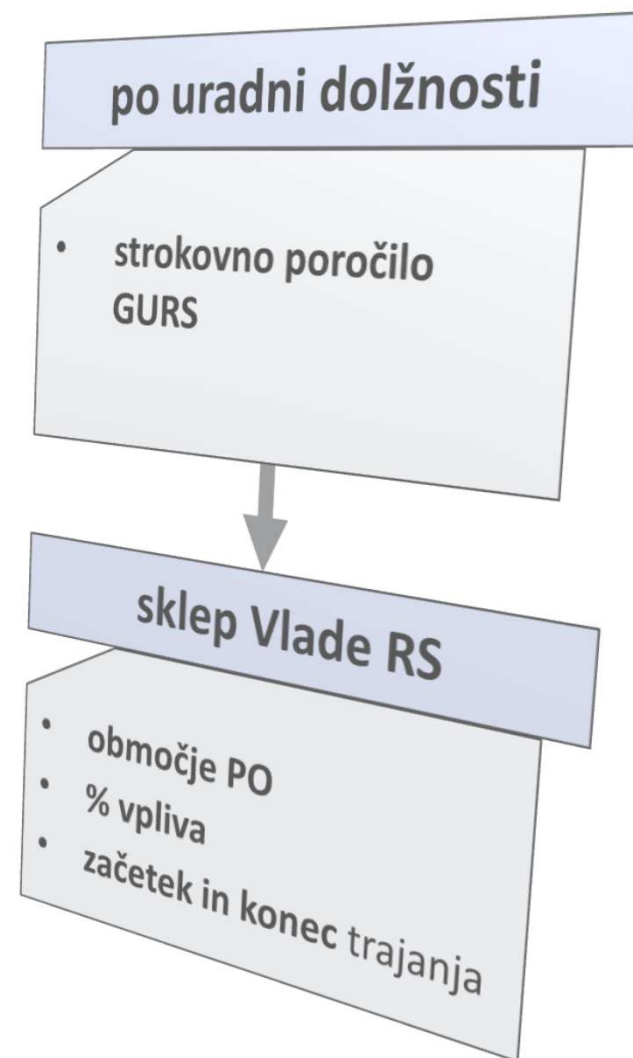 po uradni dolžnosti
• strokovno poročilo
GURS
sklep Vlade RS
• območje PO
• % vpliva
• začetek in konec trajanja